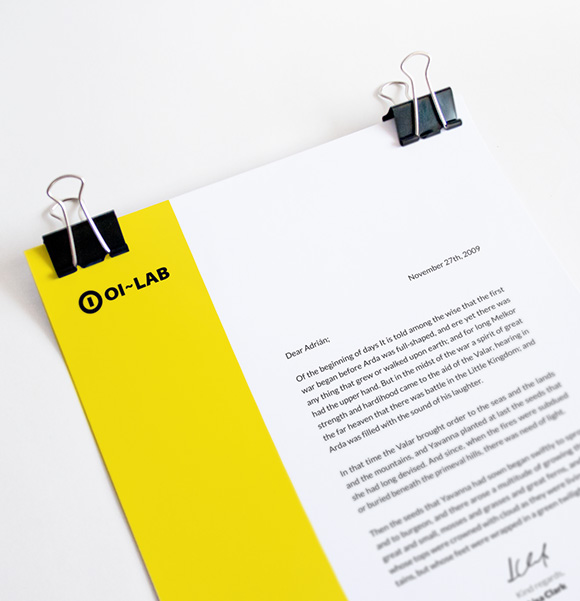 OI~LAB
November 27th, 2009
Dear Adrián;
Of the beginning of days It is told among the wise that the first
war began before Arda was full-shaped, and ere yet there was
any thing that grew or walked upon earth; and for long Melkor
had the upper hand. But in the midst of the war a spirit of great
strength and hardihood came to the aid of the Valar, hearing in
the far heaven that there was battle in the Little Kingdom; and
Arda was filled with the sound of his laughter.
In that time the Valar brought order to the seas and the lands
and the mountains, and Yavanna planted at last the seeds that
she had long devised. And since, when the fires were subdued
or buried beneath the primeval hills, there was need of light.
Then the seeds that Yavanna had sown began swiftly to
and to burgeon, and there arose a multitude of growing
great and small, mosses and grasses and great ferns, and
whose tops were crowned with cloud as they were
tains, but whose feet were wrapped in a green
Kind regards,
Clark